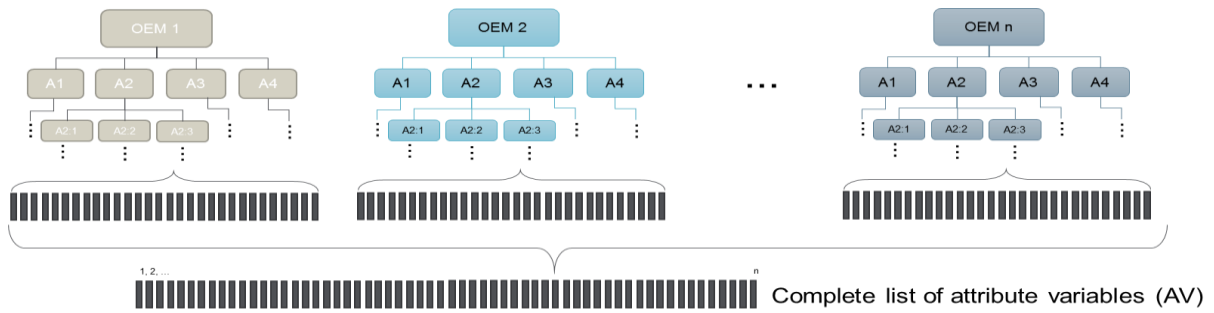 OEM 1
OEM 2
OEM n
A1 A2 A3 A4
A1 A2 A3 A4
...
A1 A2 A3 A4
A2:1 A2:2 A2:3
A2:1 A2:2 A2:3
A2:1 A2:2 A2:3
1, 2, ...
n
Complete list of attribute variables (AV)